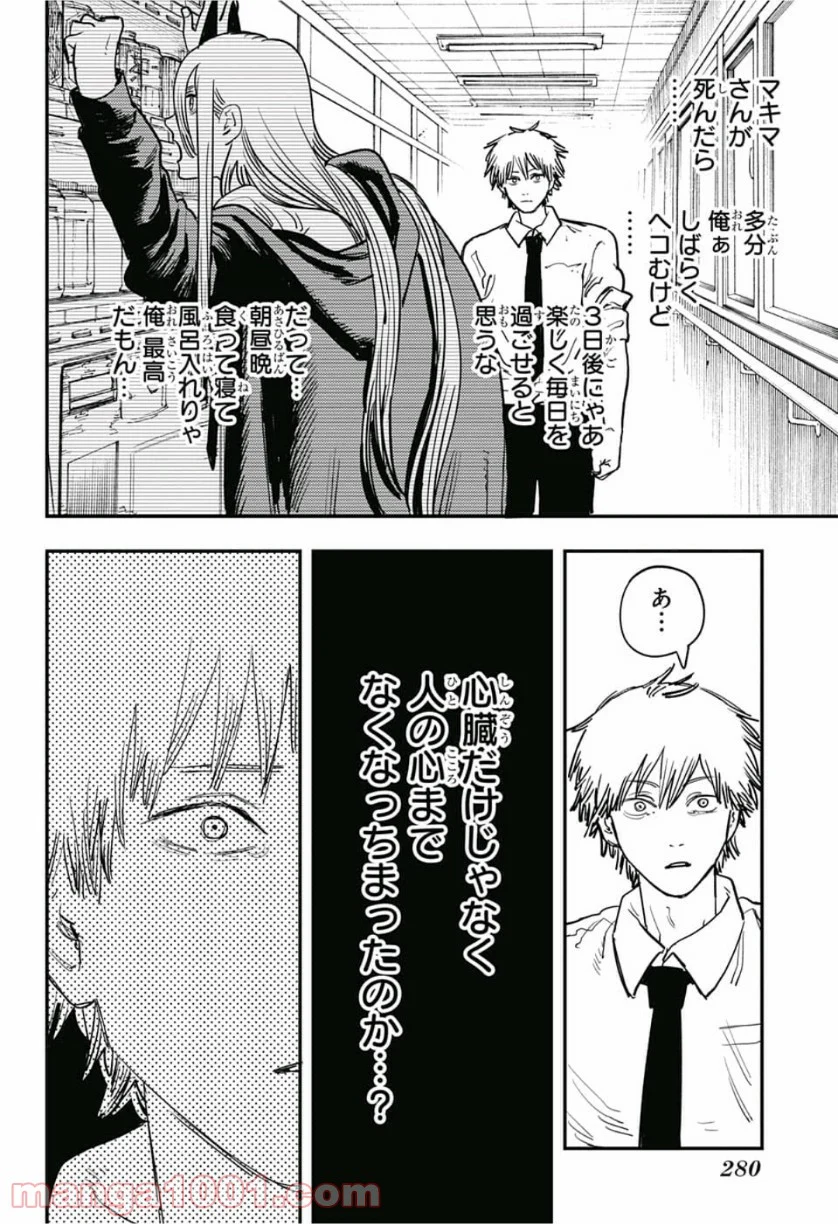 マキマ
さんが
死んだら
………
多分
俺ぁ
しばらく
ヘコむけど
………
3日後にゃあ
楽しく毎日を
過ごせると
思うな
だって…
朝昼晩
食って寝て
風呂入れりゃ
俺 最高
だもん…
あ…
心臓だけじゃなく
人の心まで
なくなっちまったのか…？
280
manga1001.com